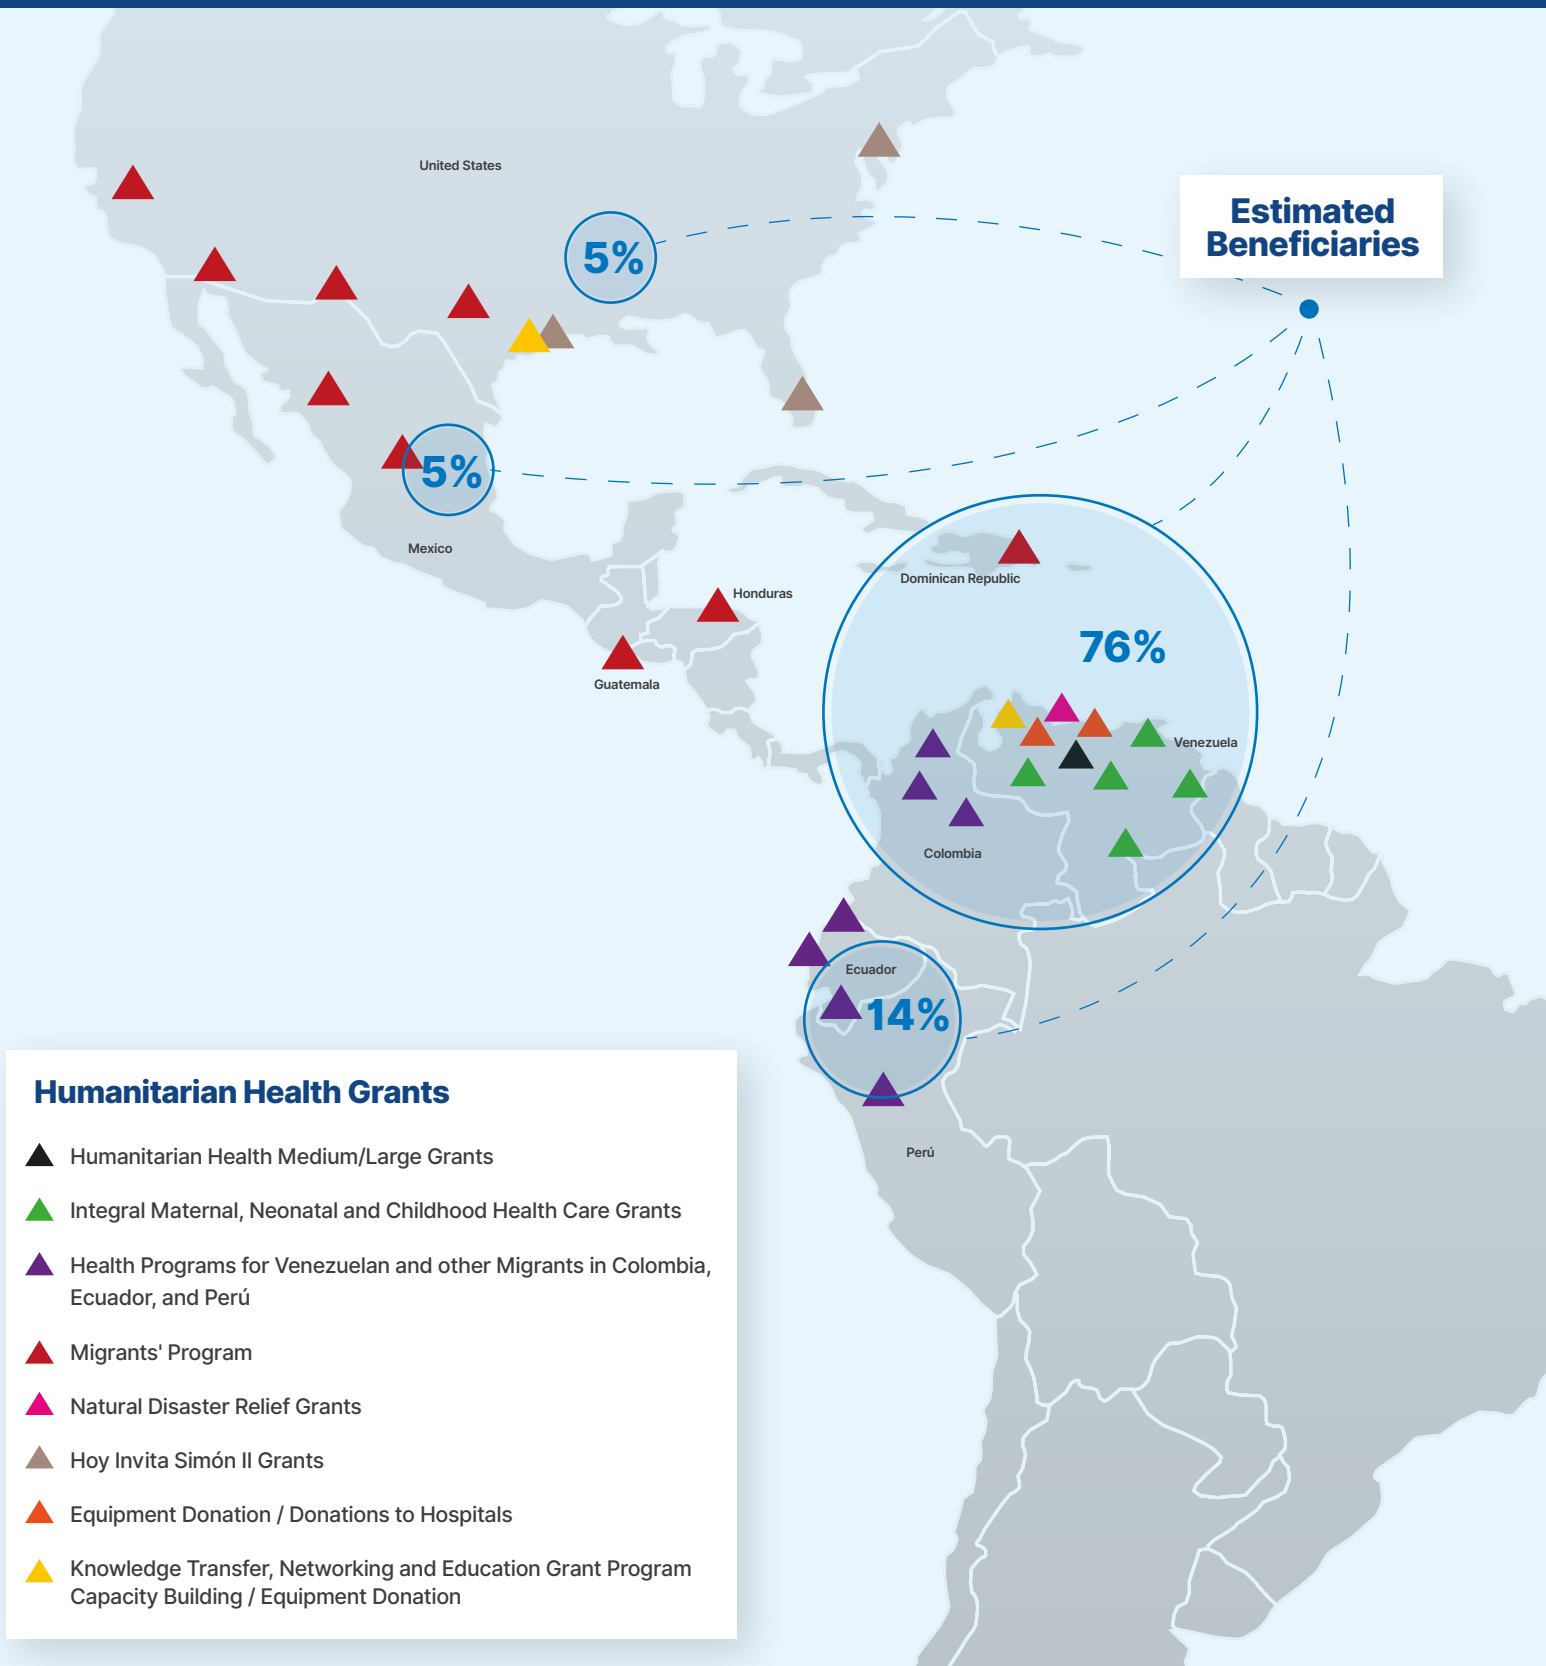 United States
Estimated
Beneficiaries
5%
5%
Mexico
Dominican Republic
Honduras
76%
Guatemala
Venezuela
Colombia
Ecuador
14%
Perú
Humanitarian Health Grants
Humanitarian Health Medium/Large Grants
Integral Maternal, Neonatal and Childhood Health Care Grants
Health Programs for Venezuelan and other Migrants in Colombia,
Ecuador, and Perú
Migrants' Program
Natural Disaster Relief Grants
Hoy Invita Simón II Grants
Equipment Donation / Donations to Hospitals
Knowledge Transfer, Networking and Education Grant Program
Capacity Building / Equipment Donation